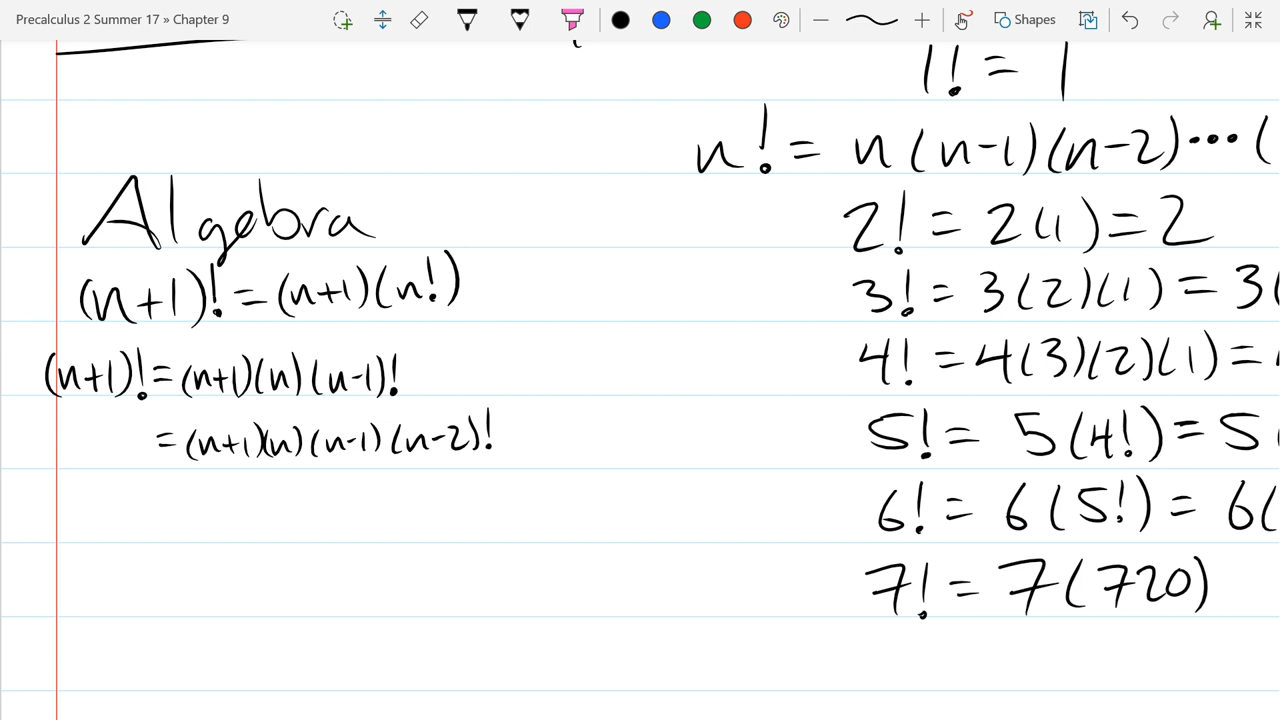 Precalculus 2 Summer 17 » Chapter 9
Shapes
1! = 1
n! = n(n-1)(n-2)...(
2! = 2(1) = 2
3! = 3(2)(1) = 3(
4! = 4(3)(2)(1) =
5! = 5(4!) = 5
6! = 6(5!) = 6(
7! = 7(720)
Algebra
(n+1)! = (n+1)(n!)
(n+1)! = (n+1)(n)(n-1)!
= (n+1)(n)(n-1)(n-2)!